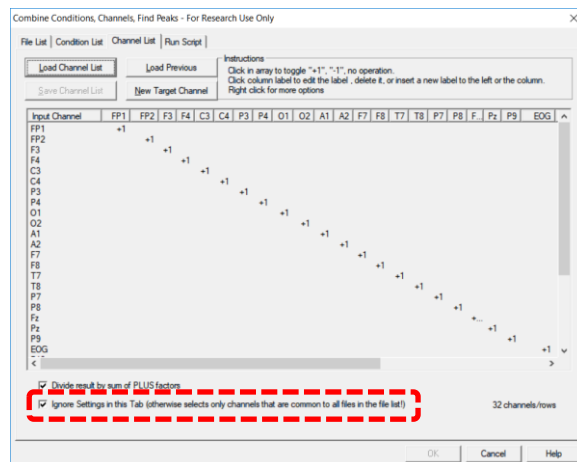 Combine Conditions, Channels, Find Peaks - For Research Use Only
File List Condition List Channel List Run Script
Instructions
Load Channel List Load Previous
Click in array to toggle "+1", "-1", no operation.
Click column label to edit the label , delete it, or insert a new label to the left or the column.
Right click for more options
Save Channel List New Target Channel
Input Channel FP1 FP2 F3 F4 C3 C4 P3 P4 O1 O2 A1 A2 F7 F8 T7 T8 P7 P8 F... Pz P9 EOG
FP1 +1
FP2 +1
F3 +1
F4 +1
C3 +1
C4 +1
P3 +1
P4 +1
O1 +1
O2 +1
A1 +1
A2 +1
F7 +1
F8 +1
T7 +1
T8 +1
P7 +1
P8 +1
Fz +...
Pz +1
P9 +1
EOG +1
Divide result by sum of PLUS factors
Ignore Settings in this Tab (otherwise selects only channels that are common to all files in the file list!) 32 channels/rows
OK Cancel Help